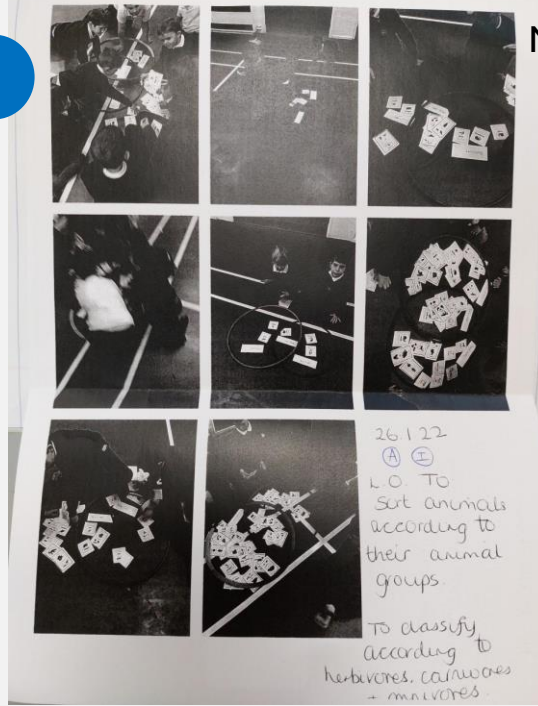 N
26.1.22
A I
L.O. To
Sort animals
according to
their animal
groups.
To classify
according to
herbivores, carnivores
+ mnivores.